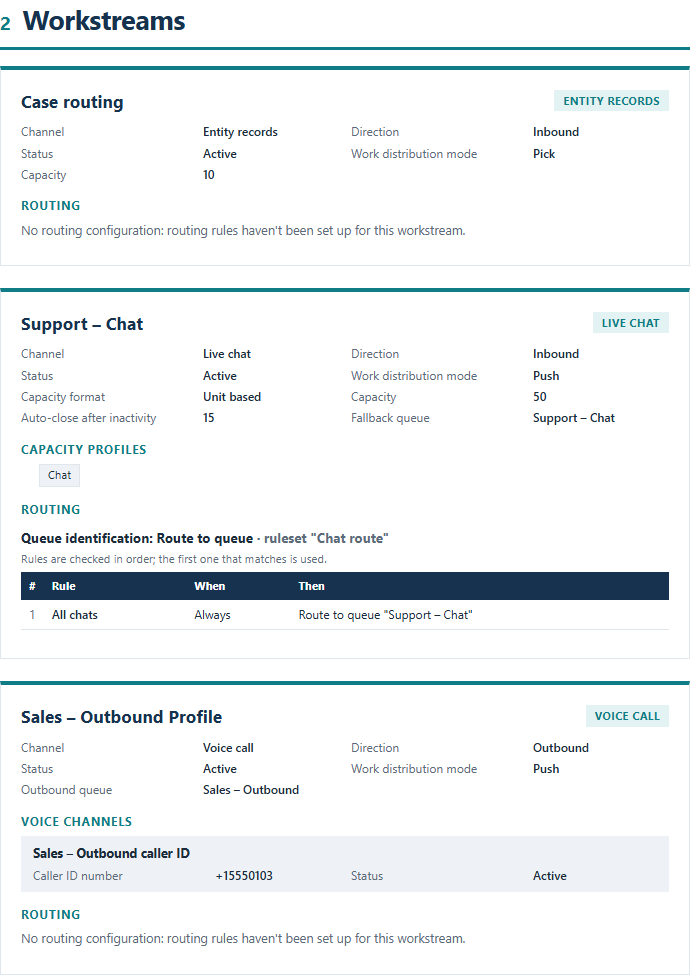 2 Workstreams
Case routing ENTITY RECORDS
Channel Entity records Direction Inbound
Status Active Work distribution mode Pick
Capacity 10
ROUTING
No routing configuration: routing rules haven't been set up for this workstream.
Support – Chat LIVE CHAT
Channel Live chat Direction Inbound
Status Active Work distribution mode Push
Capacity format Unit based Capacity 50
Auto-close after inactivity 15 Fallback queue Support – Chat
CAPACITY PROFILES
Chat
ROUTING
Queue identification: Route to queue · ruleset "Chat route"
Rules are checked in order; the first one that matches is used.
# Rule When Then
1 All chats Always Route to queue "Support – Chat"
Sales – Outbound Profile VOICE CALL
Channel Voice call Direction Outbound
Status Active Work distribution mode Push
Outbound queue Sales – Outbound
VOICE CHANNELS
Sales – Outbound caller ID
Caller ID number +15550103 Status Active
ROUTING
No routing configuration: routing rules haven't been set up for this workstream.